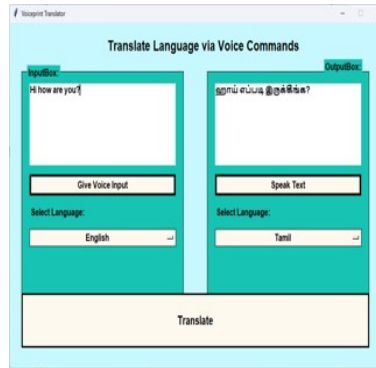 Voiceprint Translator
Translate Language via Voice Commands
InputBox:
Hi how are you?
Give Voice Input
Select Language:
English
OutputBox:
ஹாய் எப்படி இருக்கீங்க?
Speak Text
Select Language:
Tamil
Translate